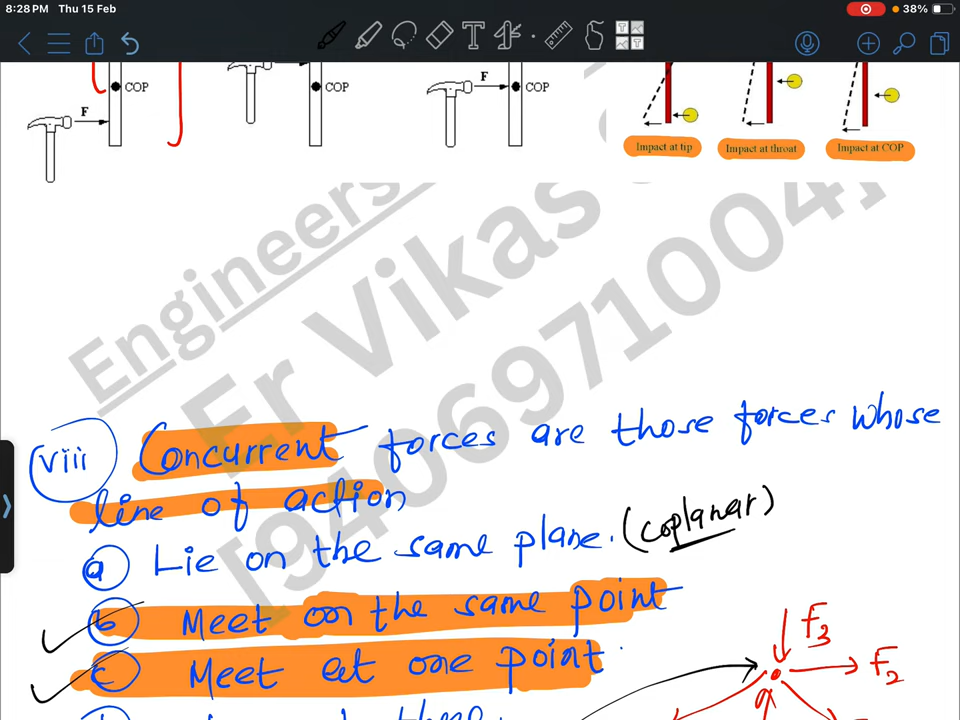 8:28 PM Thu 15 Feb
38%
COP
F
F
COP
F
COP
Impact at tip
Impact at throat
Impact at COP
Engineers
Er Vikas
[9406971004]
viii Concurrent forces are those forces whose
line of action
a Lie on the same plane. (coplanar)
b Meet on the same point
c Meet at one point.
F3
F2